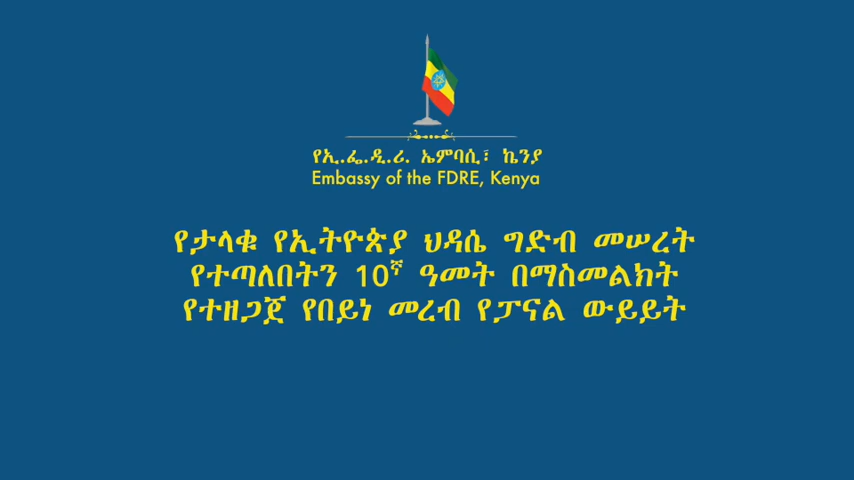 የኢ.ፌ.ዲ.ሪ. ኤምባሲ፣ ኬንያ
Embassy of the FDRE, Kenya
የታላቁ የኢትዮጵያ ህዳሴ ግድብ መሠረት
የተጣለበትን 10ኛ ዓመት በማስመልከት
የተዘጋጀ የበይነ መረብ የፓናል ውይይት